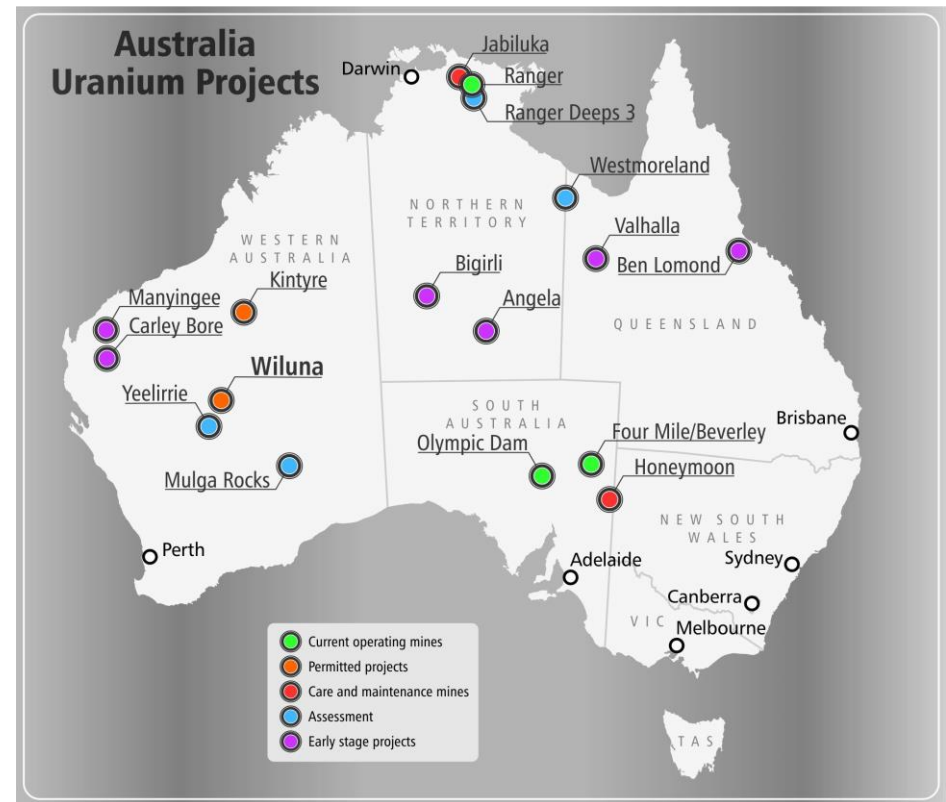 Australia
Uranium Projects
Jabiluka
Darwin
Ranger
Ranger Deeps 3
Westmoreland
NORTHERN
TERRITORY
Valhalla
WESTERN
AUSTRALIA
Ben Lomond
Bigirli
Kintyre
Manyingee
Angela
Carley Bore
QUEENSLAND
Wiluna
Yeelirrie
SOUTH
AUSTRALIA
Brisbane
Four Mile/Beverley
Olympic Dam
Honeymoon
Mulga Rocks
NEW SOUTH
WALES
Perth
Adelaide
Sydney
Canberra
VIC
Melbourne
Current operating mines
Permitted projects
Care and maintenance mines
Assessment
Early stage projects
TAS